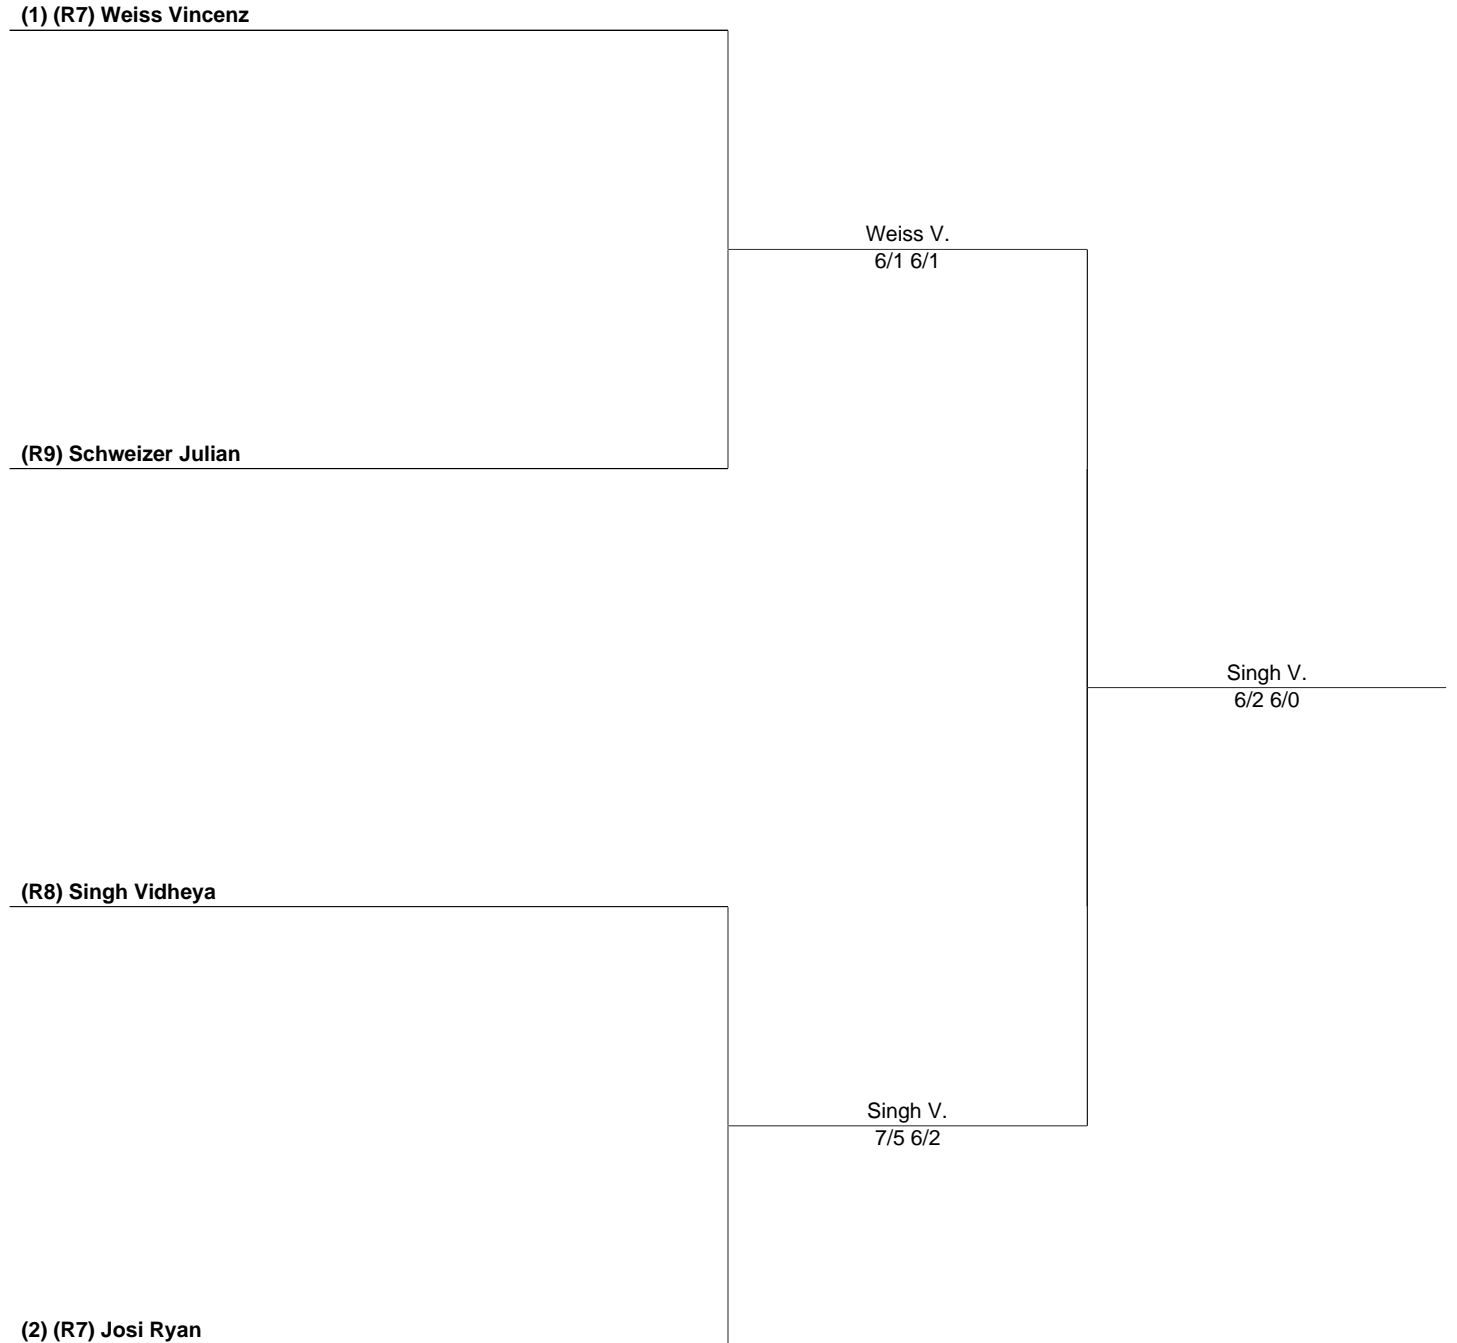 (1) (R7) Weiss Vincenz
Weiss V.
6/1 6/1
(R9) Schweizer Julian
Singh V.
6/2 6/0
(R8) Singh Vidheya
Singh V.
7/5 6/2
(2) (R7) Josi Ryan